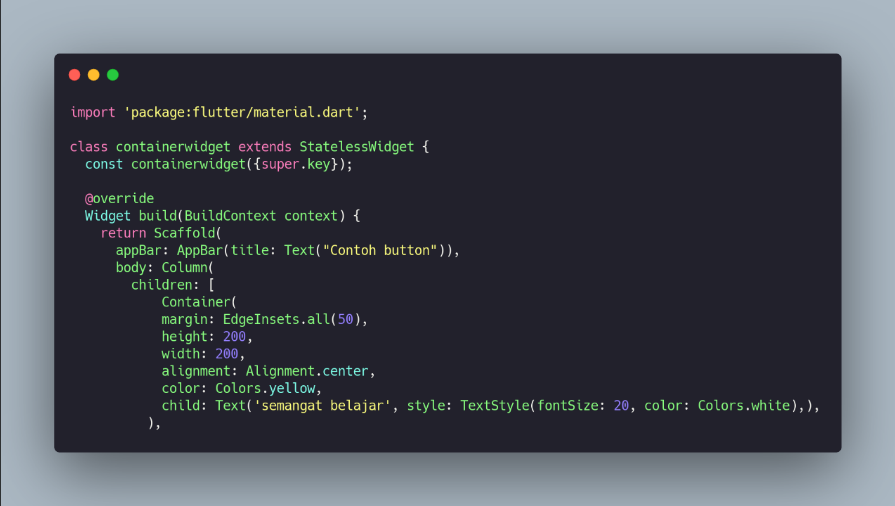 import 'package:flutter/material.dart';

class containerwidget extends StatelessWidget {
  const containerwidget({super.key});

  @override
  Widget build(BuildContext context) {
    return Scaffold(
      appBar: AppBar(title: Text("Contoh button")),
      body: Column(
        children: [
            Container(
            margin: EdgeInsets.all(50),
            height: 200,
            width: 200,
            alignment: Alignment.center,
            color: Colors.yellow,
            child: Text('semangat belajar', style: TextStyle(fontSize: 20, color: Colors.white),),
          ),